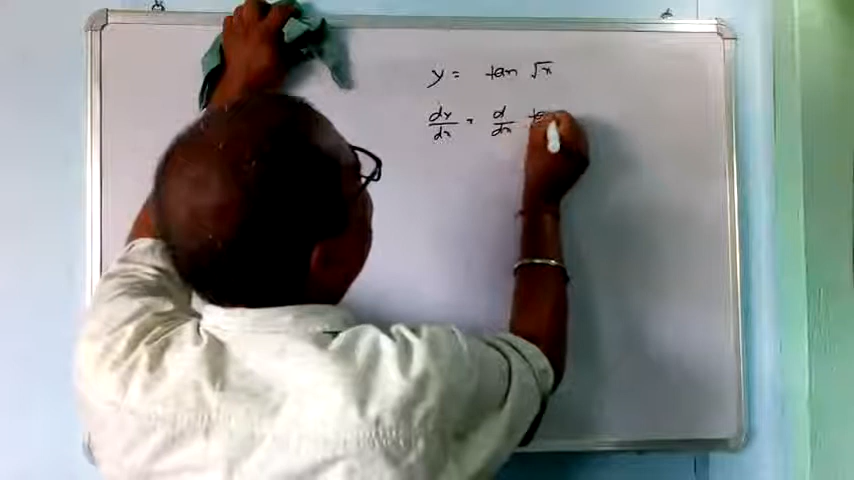 y = tan √x
dy/dx = d/dx